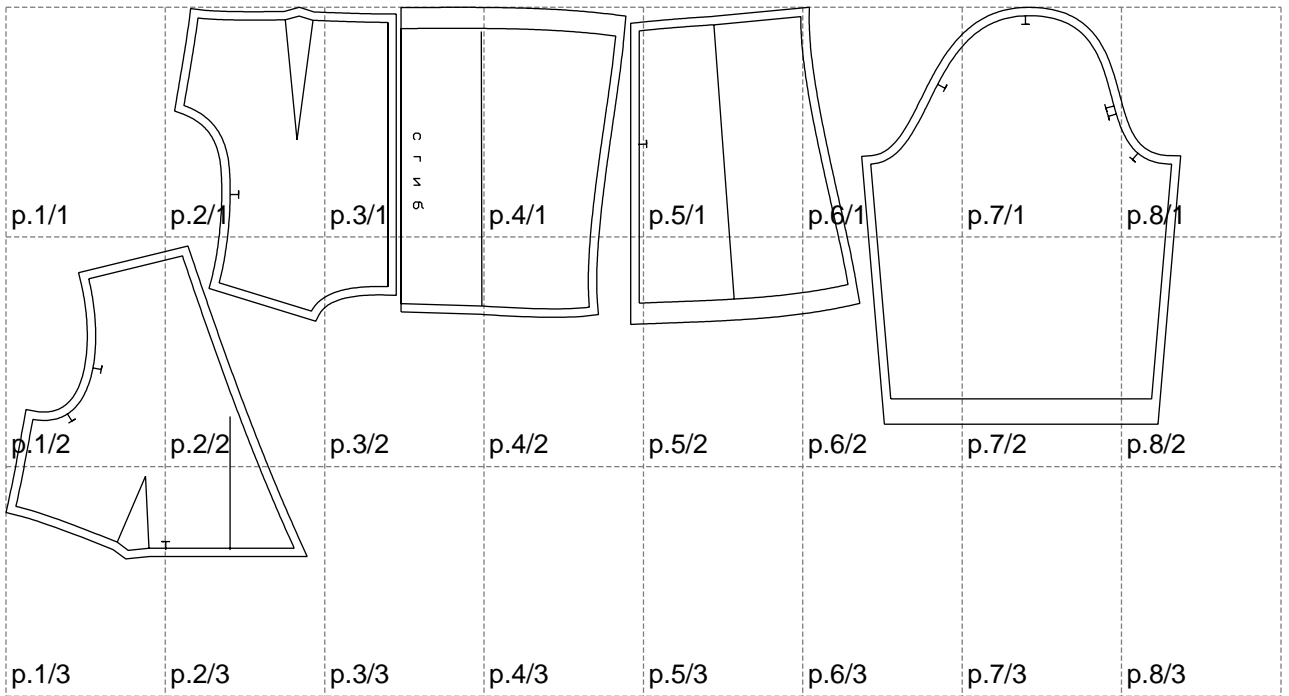 сгиб
p.1/1 p.2/1 p.3/1 p.4/1 p.5/1 p.6/1 p.7/1 p.8/1
p.1/2 p.2/2 p.3/2 p.4/2 p.5/2 p.6/2 p.7/2 p.8/2
p.1/3 p.2/3 p.3/3 p.4/3 p.5/3 p.6/3 p.7/3 p.8/3